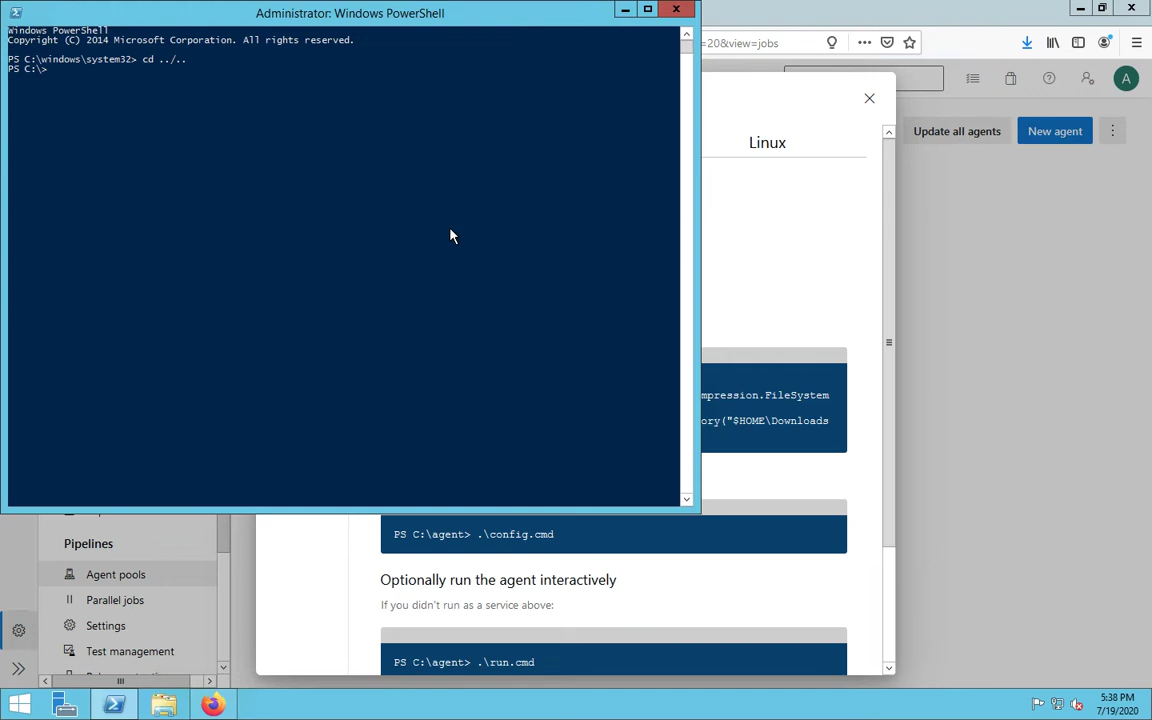 Administrator: Windows PowerShell
Windows PowerShell
Copyright (C) 2014 Microsoft Corporation. All rights reserved.
PS C:\windows\system32> cd ../..
PS C:\>
=20&view=jobs
A
Linux
Update all agents
New agent
mpression.FileSystem
ory("$HOME\Downloads
PS C:\agent> .\config.cmd
Optionally run the agent interactively
If you didn't run as a service above:
PS C:\agent> .\run.cmd
Pipelines
Agent pools
Parallel jobs
Settings
Test management
5:38 PM
7/19/2020